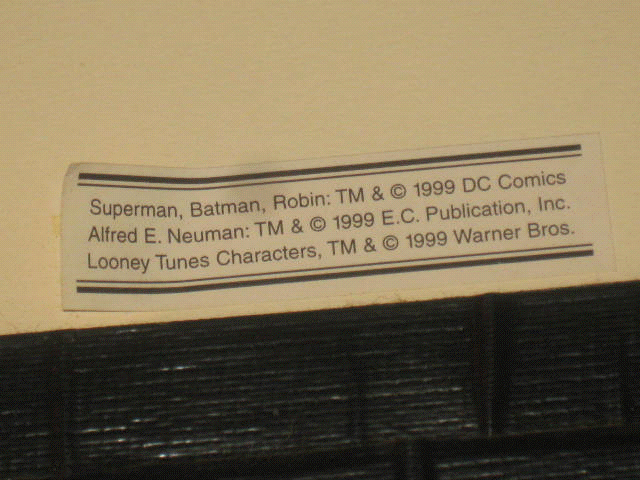 Superman, Batman, Robin: TM & © 1999 DC Comics
Alfred E. Neuman: TM & © 1999 E.C. Publication, Inc.
Looney Tunes Characters, TM & © 1999 Warner Bros.